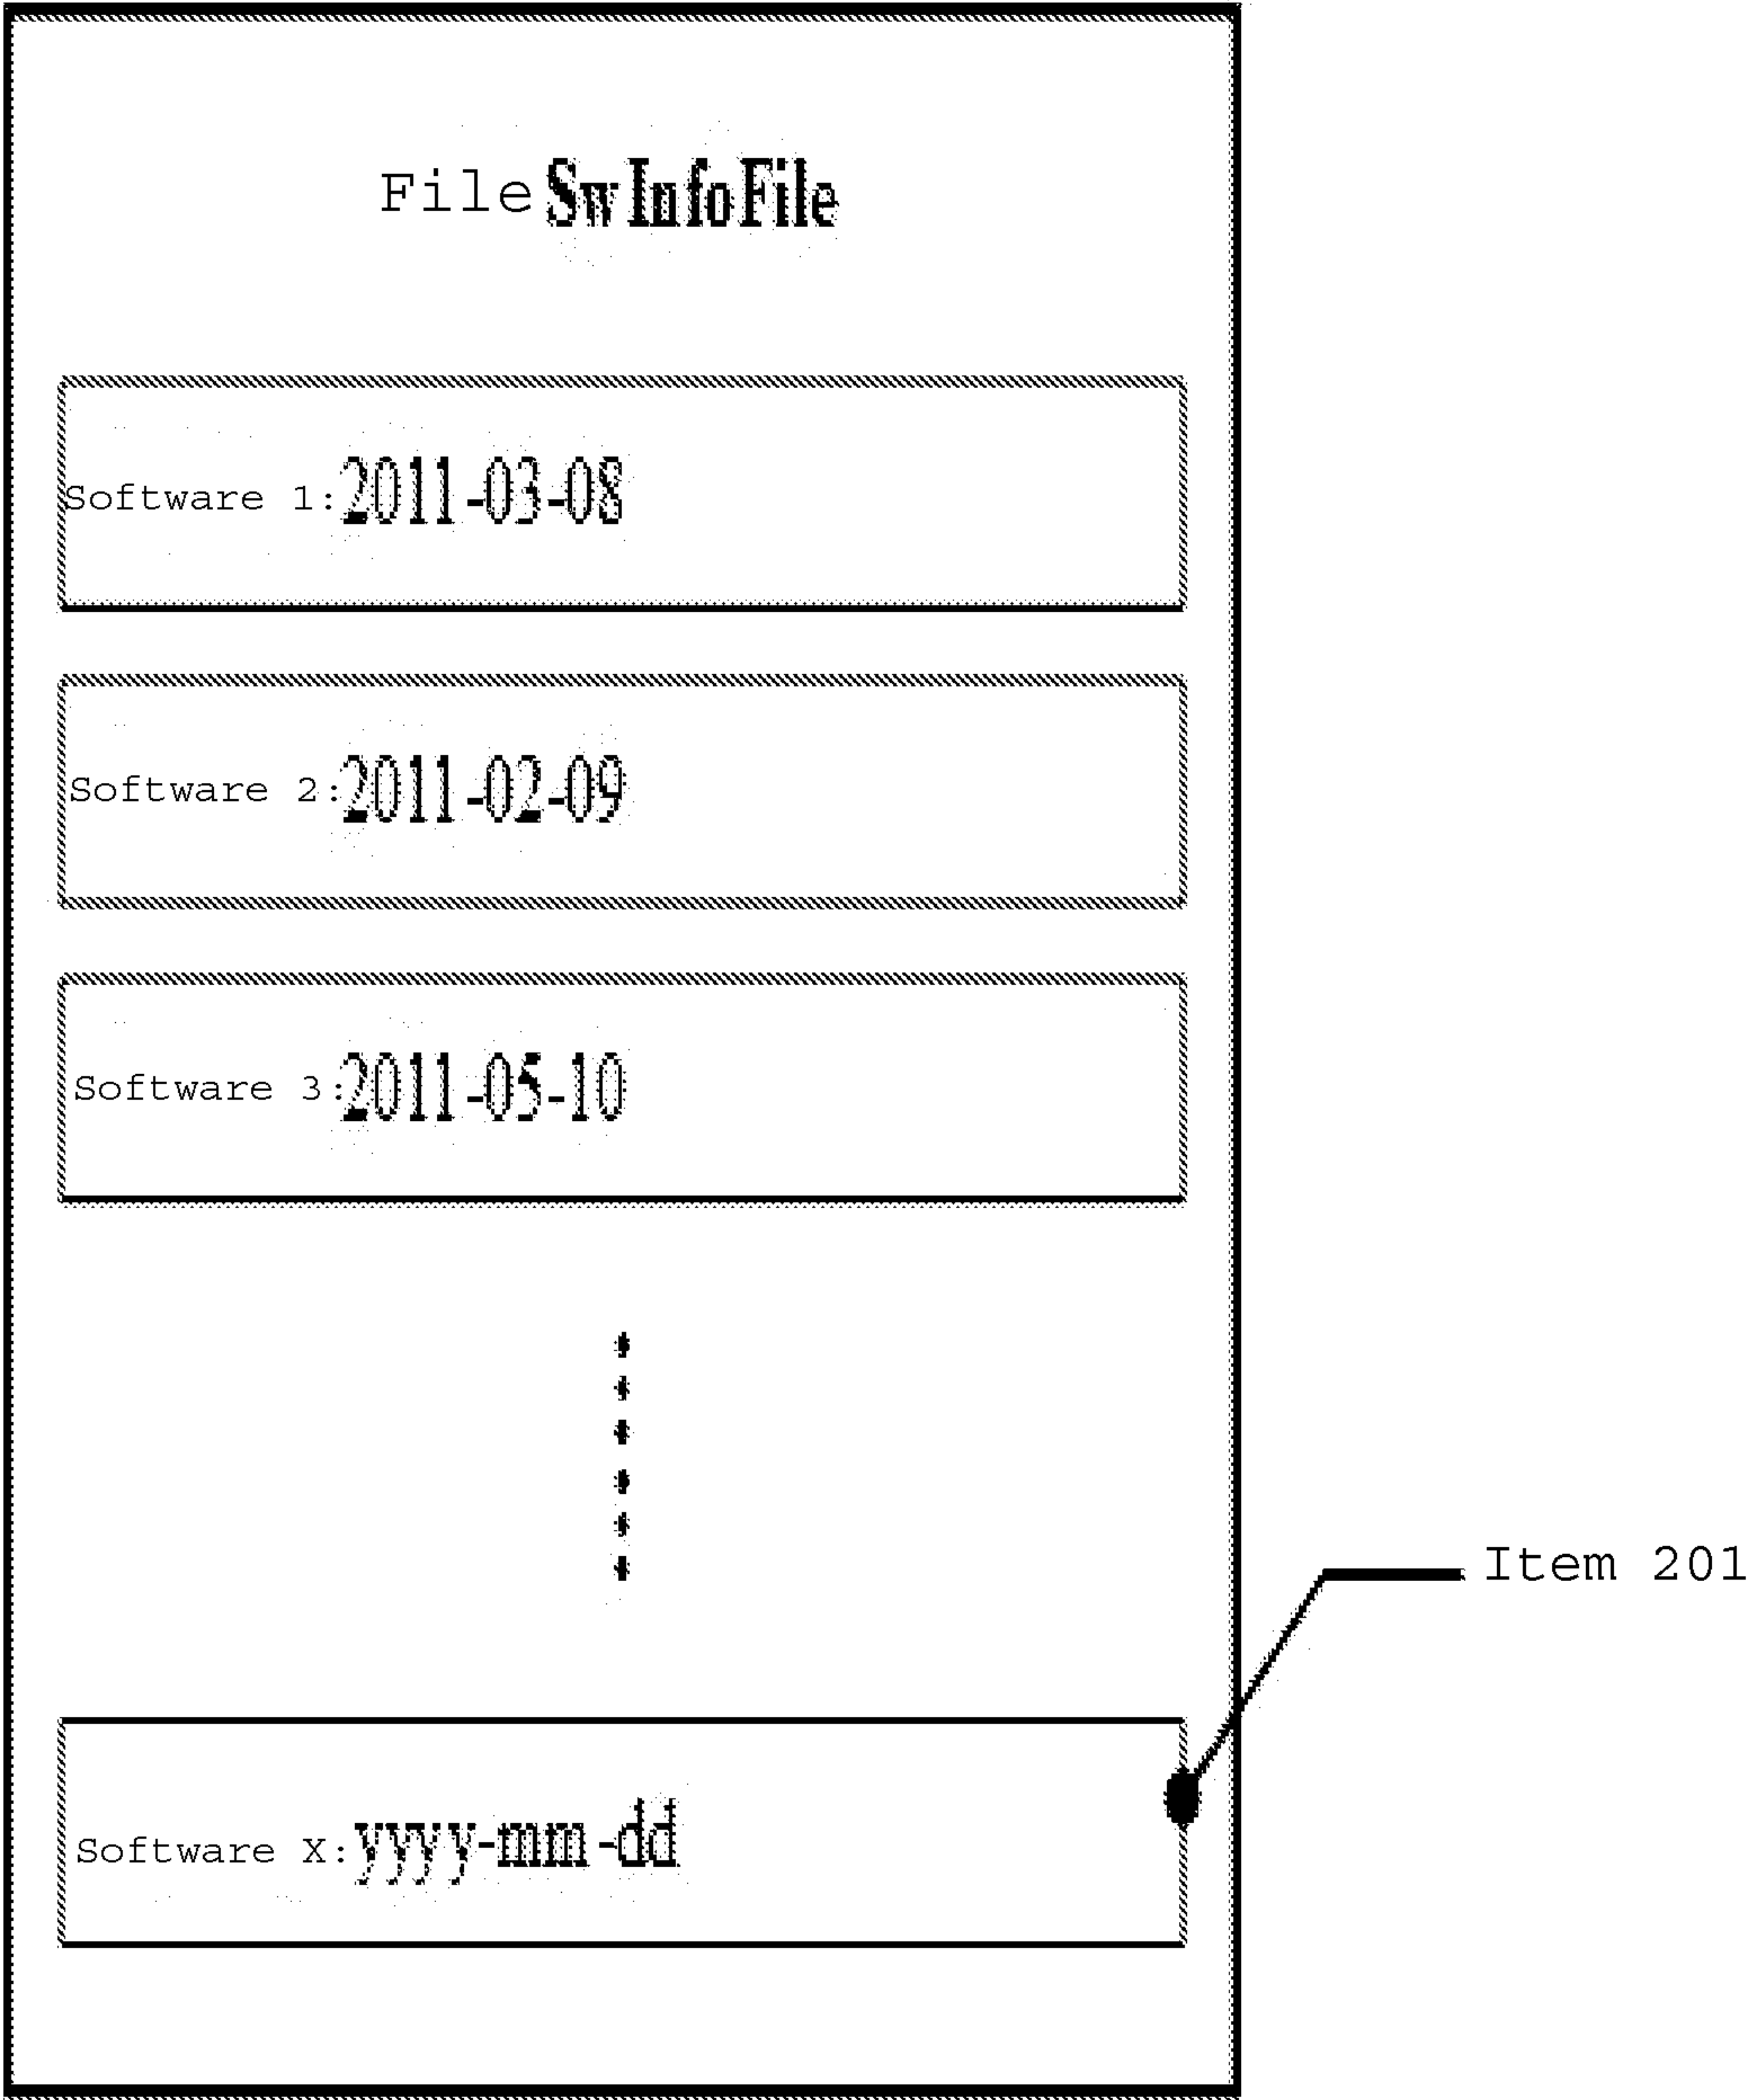 File SwInfoFile
Software 1:2011-03-08
Software 2:2011-02-09
Software 3:2011-05-10
Item 201
Software X:yyyy-mm-dd